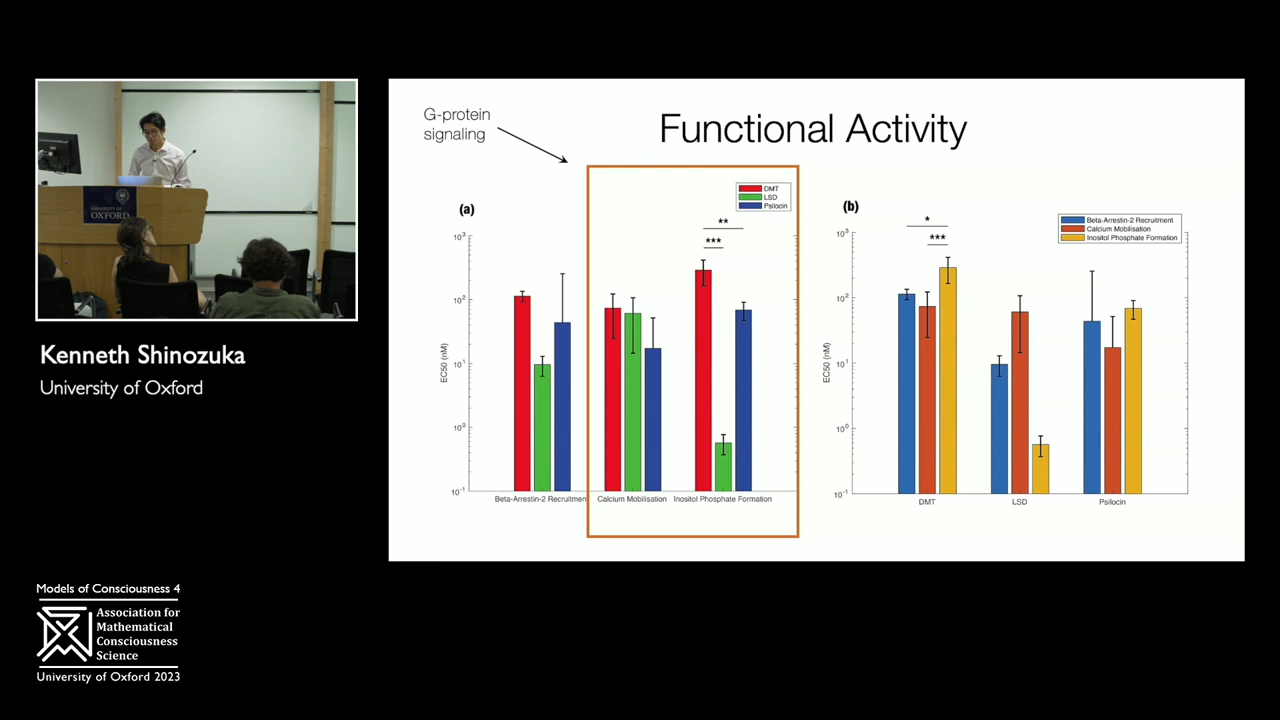 G-protein
signaling
Functional Activity
(a)
DMT
LSD
Psilocin
**
***
10³
10²
10¹
10⁰
10⁻¹
EC50 (nM)
Beta-Arrestin-2 Recruitmen
Calcium Mobilisation
Inositol Phosphate Formation
(b)
Beta-Arrestin-2 Recruitment
Calcium Mobilisation
Inositol Phosphate Formation
*
***
10³
10²
10¹
10⁰
10⁻¹
EC50 (nM)
DMT
LSD
Psilocin
UNIVERSITY OF
OXFORD
Kenneth Shinozuka
University of Oxford
Models of Consciousness 4
Association for
Mathematical
Consciousness
Science
University of Oxford 2023